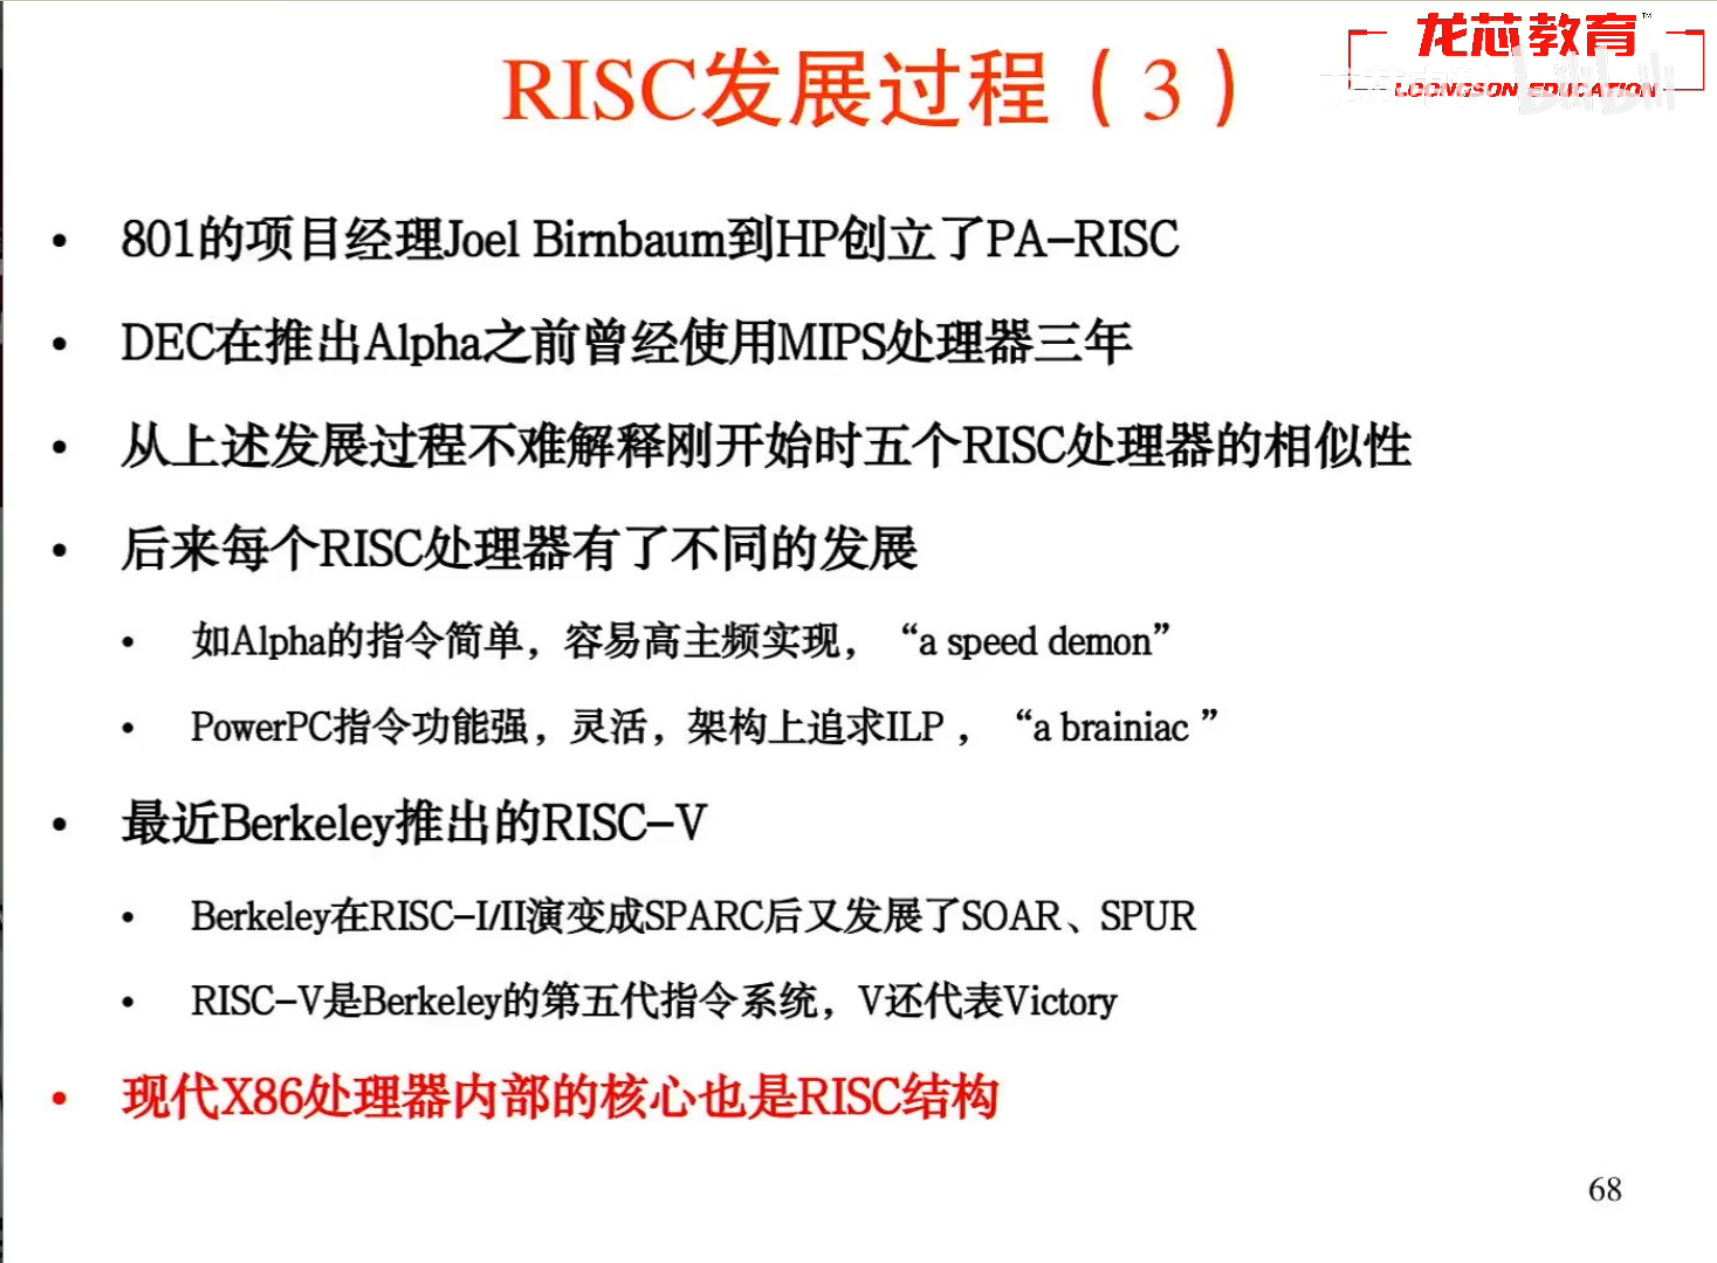 龙芯教育™
LOONGSON EDUCATION
RISC发展过程（3）
• 801的项目经理Joel Birnbaum到HP创立了PA-RISC
• DEC在推出Alpha之前曾经使用MIPS处理器三年
• 从上述发展过程不难解释刚开始时五个RISC处理器的相似性
• 后来每个RISC处理器有了不同的发展
• 如Alpha的指令简单，容易高主频实现，“a speed demon”
• PowerPC指令功能强，灵活，架构上追求ILP，“a brainiac ”
• 最近Berkeley推出的RISC-V
• Berkeley在RISC-I/II演变成SPARC后又发展了SOAR、SPUR
• RISC-V是Berkeley的第五代指令系统，V还代表Victory
• 现代X86处理器内部的核心也是RISC结构
68